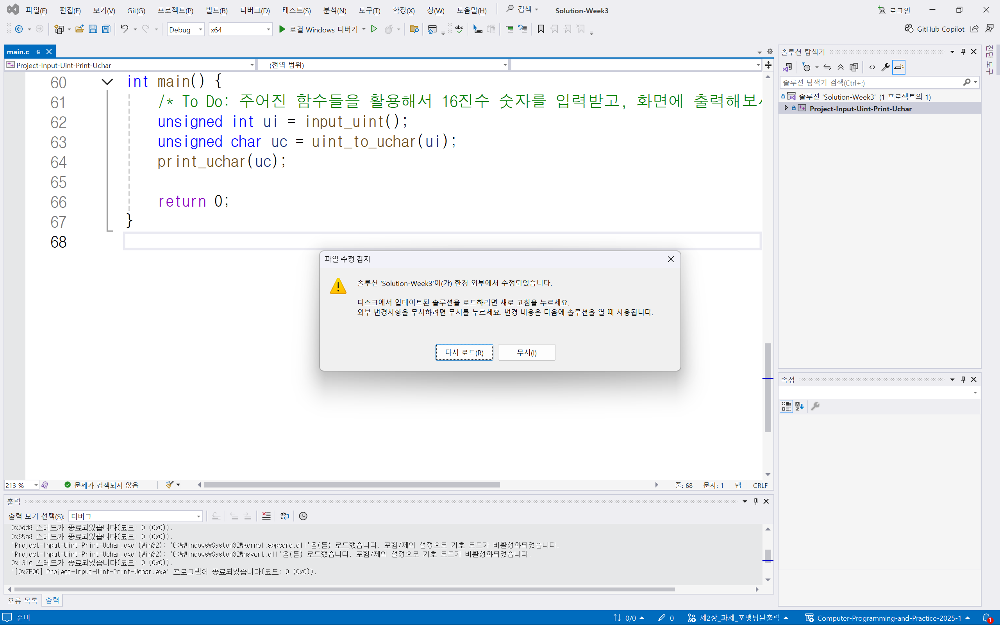 파일(F) 편집(E) 보기(V) Git(G) 프로젝트(P) 빌드(B) 디버그(D) 테스트(S) 분석(N) 도구(T) 확장(X) 창(W) 도움말(H) 검색 Solution-Week3 로그인
Debug x64 로컬 Windows 디버거 GitHub Copilot
main.c
Project-Input-Uint-Print-Uchar (전역 범위)
60 int main() {
61 /* To Do: 주어진 함수들을 활용해서 16진수 숫자를 입력받고, 화면에 출력해보
62 unsigned int ui = input_uint();
63 unsigned char uc = uint_to_uchar(ui);
64 print_uchar(uc);
65
66 return 0;
67 }
68
파일 수정 감지
솔루션 'Solution-Week3'이(가) 환경 외부에서 수정되었습니다.
디스크에서 업데이트된 솔루션을 로드하려면 새로 고침을 누르세요.
외부 변경사항을 무시하려면 무시를 누르세요. 변경 내용은 다음에 솔루션을 열 때 사용됩니다.
다시 로드(R) 무시(I)
213 % 문제가 검색되지 않음 줄: 68 문자: 1 탭 CRLF
출력
출력 보기 선택(S): 디버그
0x5dd8 스레드가 종료되었습니다(코드: 0 (0x0)).
0x85a8 스레드가 종료되었습니다(코드: 0 (0x0)).
'Project-Input-Uint-Print-Uchar.exe'(Win32): 'C:₩Windows₩System32₩kernel.appcore.dll'을(를) 로드했습니다. 포함/제외 설정으로 기호 로드가 비활성화되었습니다.
'Project-Input-Uint-Print-Uchar.exe'(Win32): 'C:₩Windows₩System32₩msvcrt.dll'을(를) 로드했습니다. 포함/제외 설정으로 기호 로드가 비활성화되었습니다.
0x131c 스레드가 종료되었습니다(코드: 0 (0x0)).
'[0x7F0C] Project-Input-Uint-Print-Uchar.exe' 프로그램이 종료되었습니다(코드: 0 (0x0)).
오류 목록 출력
솔루션 탐색기
솔루션 탐색기 검색(Ctrl+;)
솔루션 'Solution-Week3' (1 프로젝트의 1)
Project-Input-Uint-Print-Uchar
속성
진단 도구
준비 0/0 0 제2장_과제_포맷팅된출력 Computer-Programming-and-Practice-2025-1 1